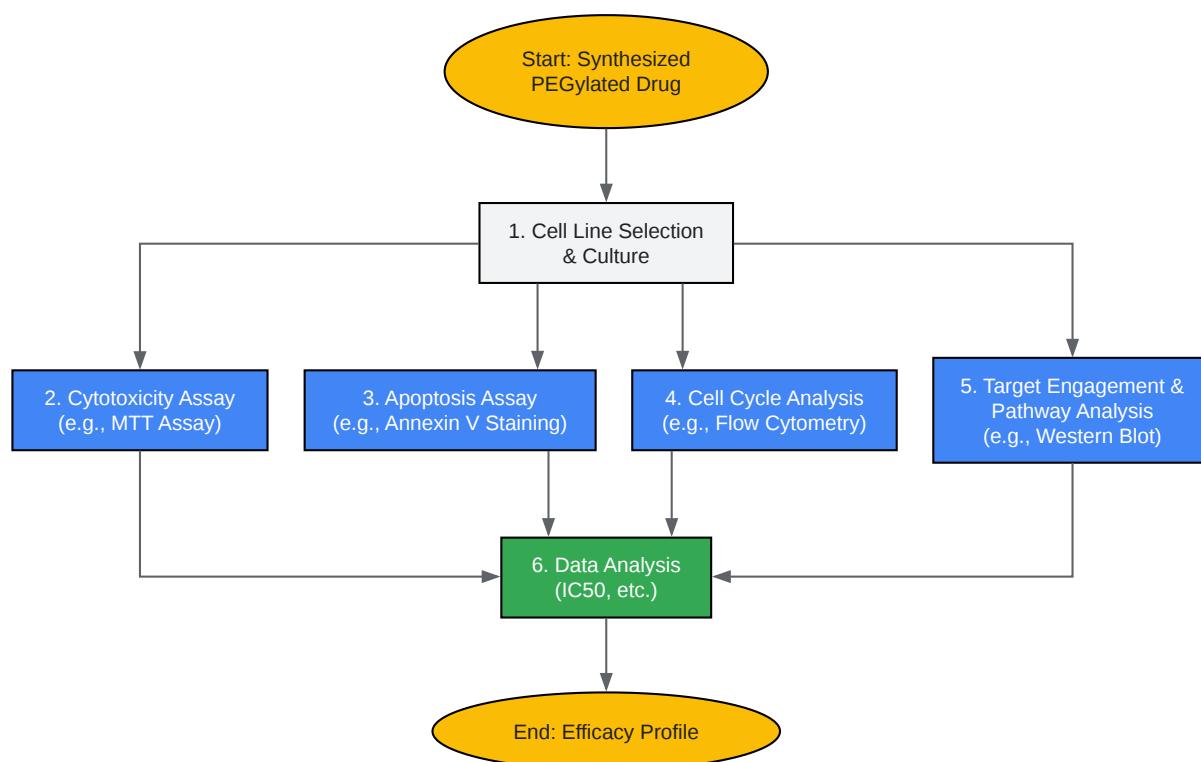 Start: Synthesized
PEGylated Drug
1. Cell Line Selection
& Culture
2. Cytotoxicity Assay
(e.g., MTT Assay)
3. Apoptosis Assay
(e.g., Annexin V Staining)
4. Cell Cycle Analysis
(e.g., Flow Cytometry)
5. Target Engagement &
Pathway Analysis
(e.g., Western Blot)
6. Data Analysis
(IC50, etc.)
End: Efficacy Profile